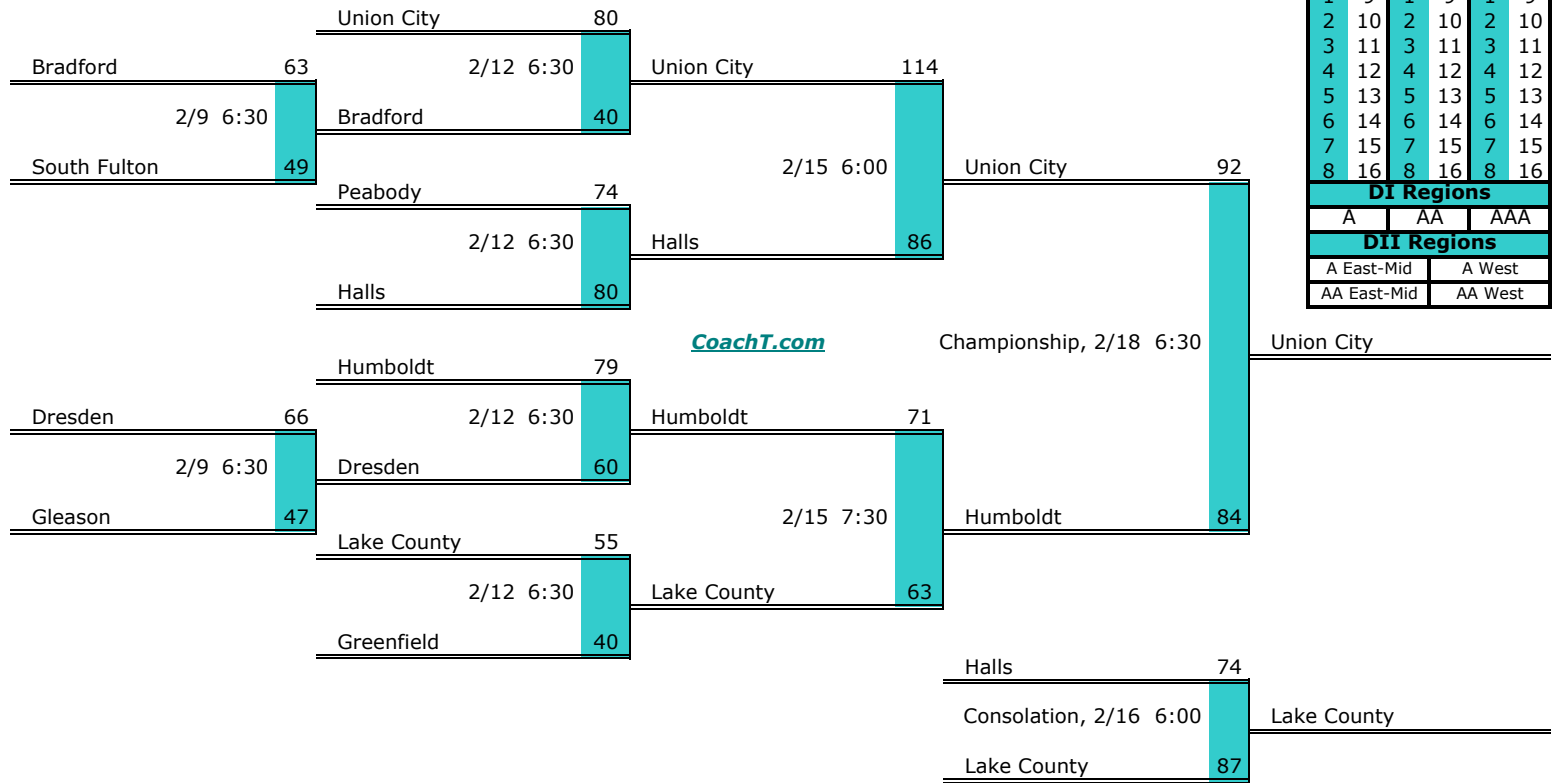 1 9 1 9 1 9
Union City 80
2 10 2 10 2 10
Bradford 63
2/12 6:30
Union City 114
3 11 3 11 3 11
4 12 4 12 4 12
2/9 6:30
Bradford 40
5 13 5 13 5 13
6 14 6 14 6 14
South Fulton 49
2/15 6:00
Union City 92
7 15 7 15 7 15
8 16 8 16 8 16
Peabody 74
DI Regions
A AA AAA
2/12 6:30
Halls 86
DII Regions
A East-Mid A West
Halls 80
AA East-Mid AA West
CoachT.com
Championship, 2/18 6:30
Union City
Humboldt 79
Dresden 66
2/12 6:30
Humboldt 71
2/9 6:30
Dresden 60
Gleason 47
2/15 7:30
Humboldt 84
Lake County 55
2/12 6:30
Lake County 63
Greenfield 40
Halls 74
Consolation, 2/16 6:00
Lake County
Lake County 87